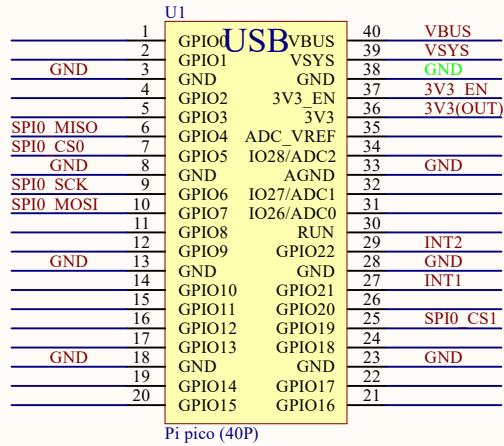 U1
1 GPIO0 USB VBUS 40 VBUS
2 GPIO1 VSYS 39 VSYS
GND 3 GND GND 38 GND
4 GPIO2 3V3_EN 37 3V3_EN
5 GPIO3 3V3 36 3V3(OUT)
SPI0_MISO 6 GPIO4 ADC_VREF 35
SPI0_CS0 7 GPIO5 IO28/ADC2 34
GND 8 GND AGND 33 GND
SPI0_SCK 9 GPIO6 IO27/ADC1 32
SPI0_MOSI 10 GPIO7 IO26/ADC0 31
11 GPIO8 RUN 30
12 GPIO9 GPIO22 29 INT2
GND 13 GND GND 28 GND
14 GPIO10 GPIO21 27 INT1
15 GPIO11 GPIO20 26
16 GPIO12 GPIO19 25 SPI0_CS1
17 GPIO13 GPIO18 24
GND 18 GND GND 23 GND
19 GPIO14 GPIO17 22
20 GPIO15 GPIO16 21
Pi pico (40P)